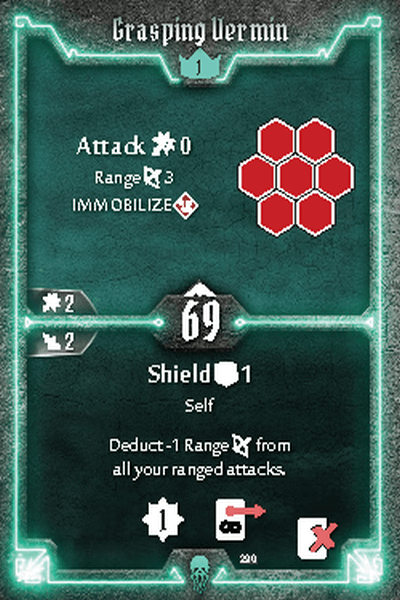 Grasping Vermin
1
Attack 0
Range 3
IMMOBILIZE
2
69
2
Shield 1
Self
Deduct -1 Range from
all your ranged attacks.
1